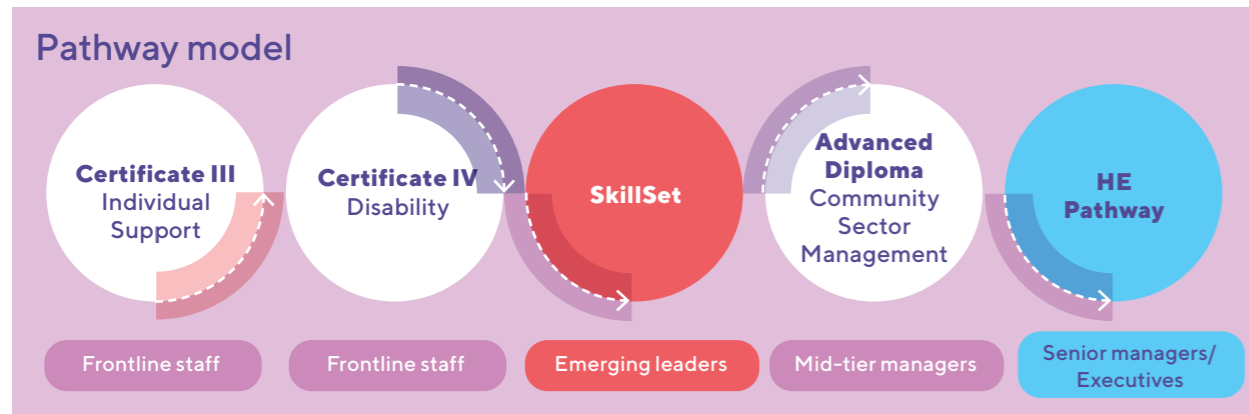 Pathway model
Certificate III
Individual
Support
Certificate IV
Disability
SkillSet
Advanced
Diploma
Community
Sector
Management
HE
Pathway
Frontline staff
Frontline staff
Emerging leaders
Mid-tier managers
Senior managers/
Executives